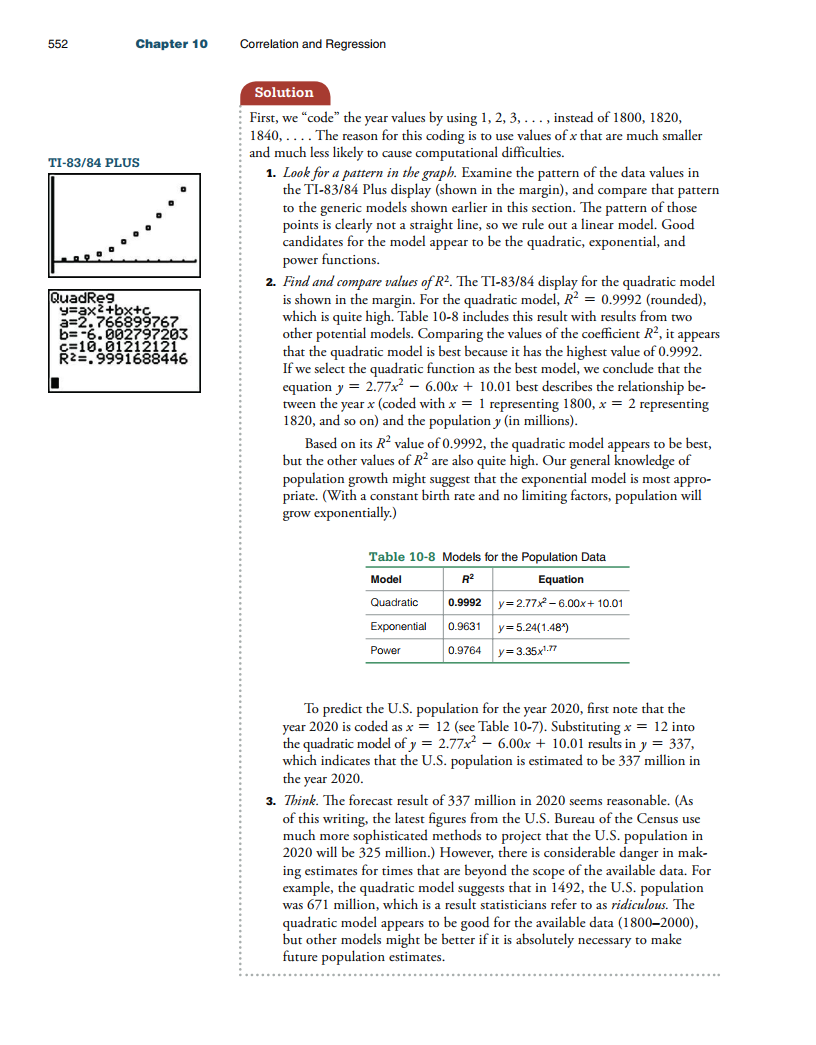 552 Chapter 10 Correlation and Regression
Solution
First, we “code” the year values by using 1, 2, 3, . . . , instead of 1800, 1820,
1840, . . . . The reason for this coding is to use values of x that are much smaller
and much less likely to cause computational difficulties.
TI-83/84 PLUS
QuadReg
y=ax²+bx+c
a=2.766899767
b=-6.002797203
c=10.01212121
R²=.9991688446
1. Look for a pattern in the graph. Examine the pattern of the data values in
the TI-83/84 Plus display (shown in the margin), and compare that pattern
to the generic models shown earlier in this section. The pattern of those
points is clearly not a straight line, so we rule out a linear model. Good
candidates for the model appear to be the quadratic, exponential, and
power functions.
2. Find and compare values of R². The TI-83/84 display for the quadratic model
is shown in the margin. For the quadratic model, R² = 0.9992 (rounded),
which is quite high. Table 10-8 includes this result with results from two
other potential models. Comparing the values of the coefficient R², it appears
that the quadratic model is best because it has the highest value of 0.9992.
If we select the quadratic function as the best model, we conclude that the
equation y = 2.77x² − 6.00x + 10.01 best describes the relationship be-
tween the year x (coded with x = 1 representing 1800, x = 2 representing
1820, and so on) and the population y (in millions).
Based on its R² value of 0.9992, the quadratic model appears to be best,
but the other values of R² are also quite high. Our general knowledge of
population growth might suggest that the exponential model is most appro-
priate. (With a constant birth rate and no limiting factors, population will
grow exponentially.)
Table 10-8 Models for the Population Data
Model R² Equation
Quadratic 0.9992 y = 2.77x² − 6.00x + 10.01
Exponential 0.9631 y = 5.24(1.48ˣ)
Power 0.9764 y = 3.35x¹·⁷⁷
To predict the U.S. population for the year 2020, first note that the
year 2020 is coded as x = 12 (see Table 10-7). Substituting x = 12 into
the quadratic model of y = 2.77x² − 6.00x + 10.01 results in y = 337,
which indicates that the U.S. population is estimated to be 337 million in
the year 2020.
3. Think. The forecast result of 337 million in 2020 seems reasonable. (As
of this writing, the latest figures from the U.S. Bureau of the Census use
much more sophisticated methods to project that the U.S. population in
2020 will be 325 million.) However, there is considerable danger in mak-
ing estimates for times that are beyond the scope of the available data. For
example, the quadratic model suggests that in 1492, the U.S. population
was 671 million, which is a result statisticians refer to as ridiculous. The
quadratic model appears to be good for the available data (1800–2000),
but other models might be better if it is absolutely necessary to make
future population estimates.